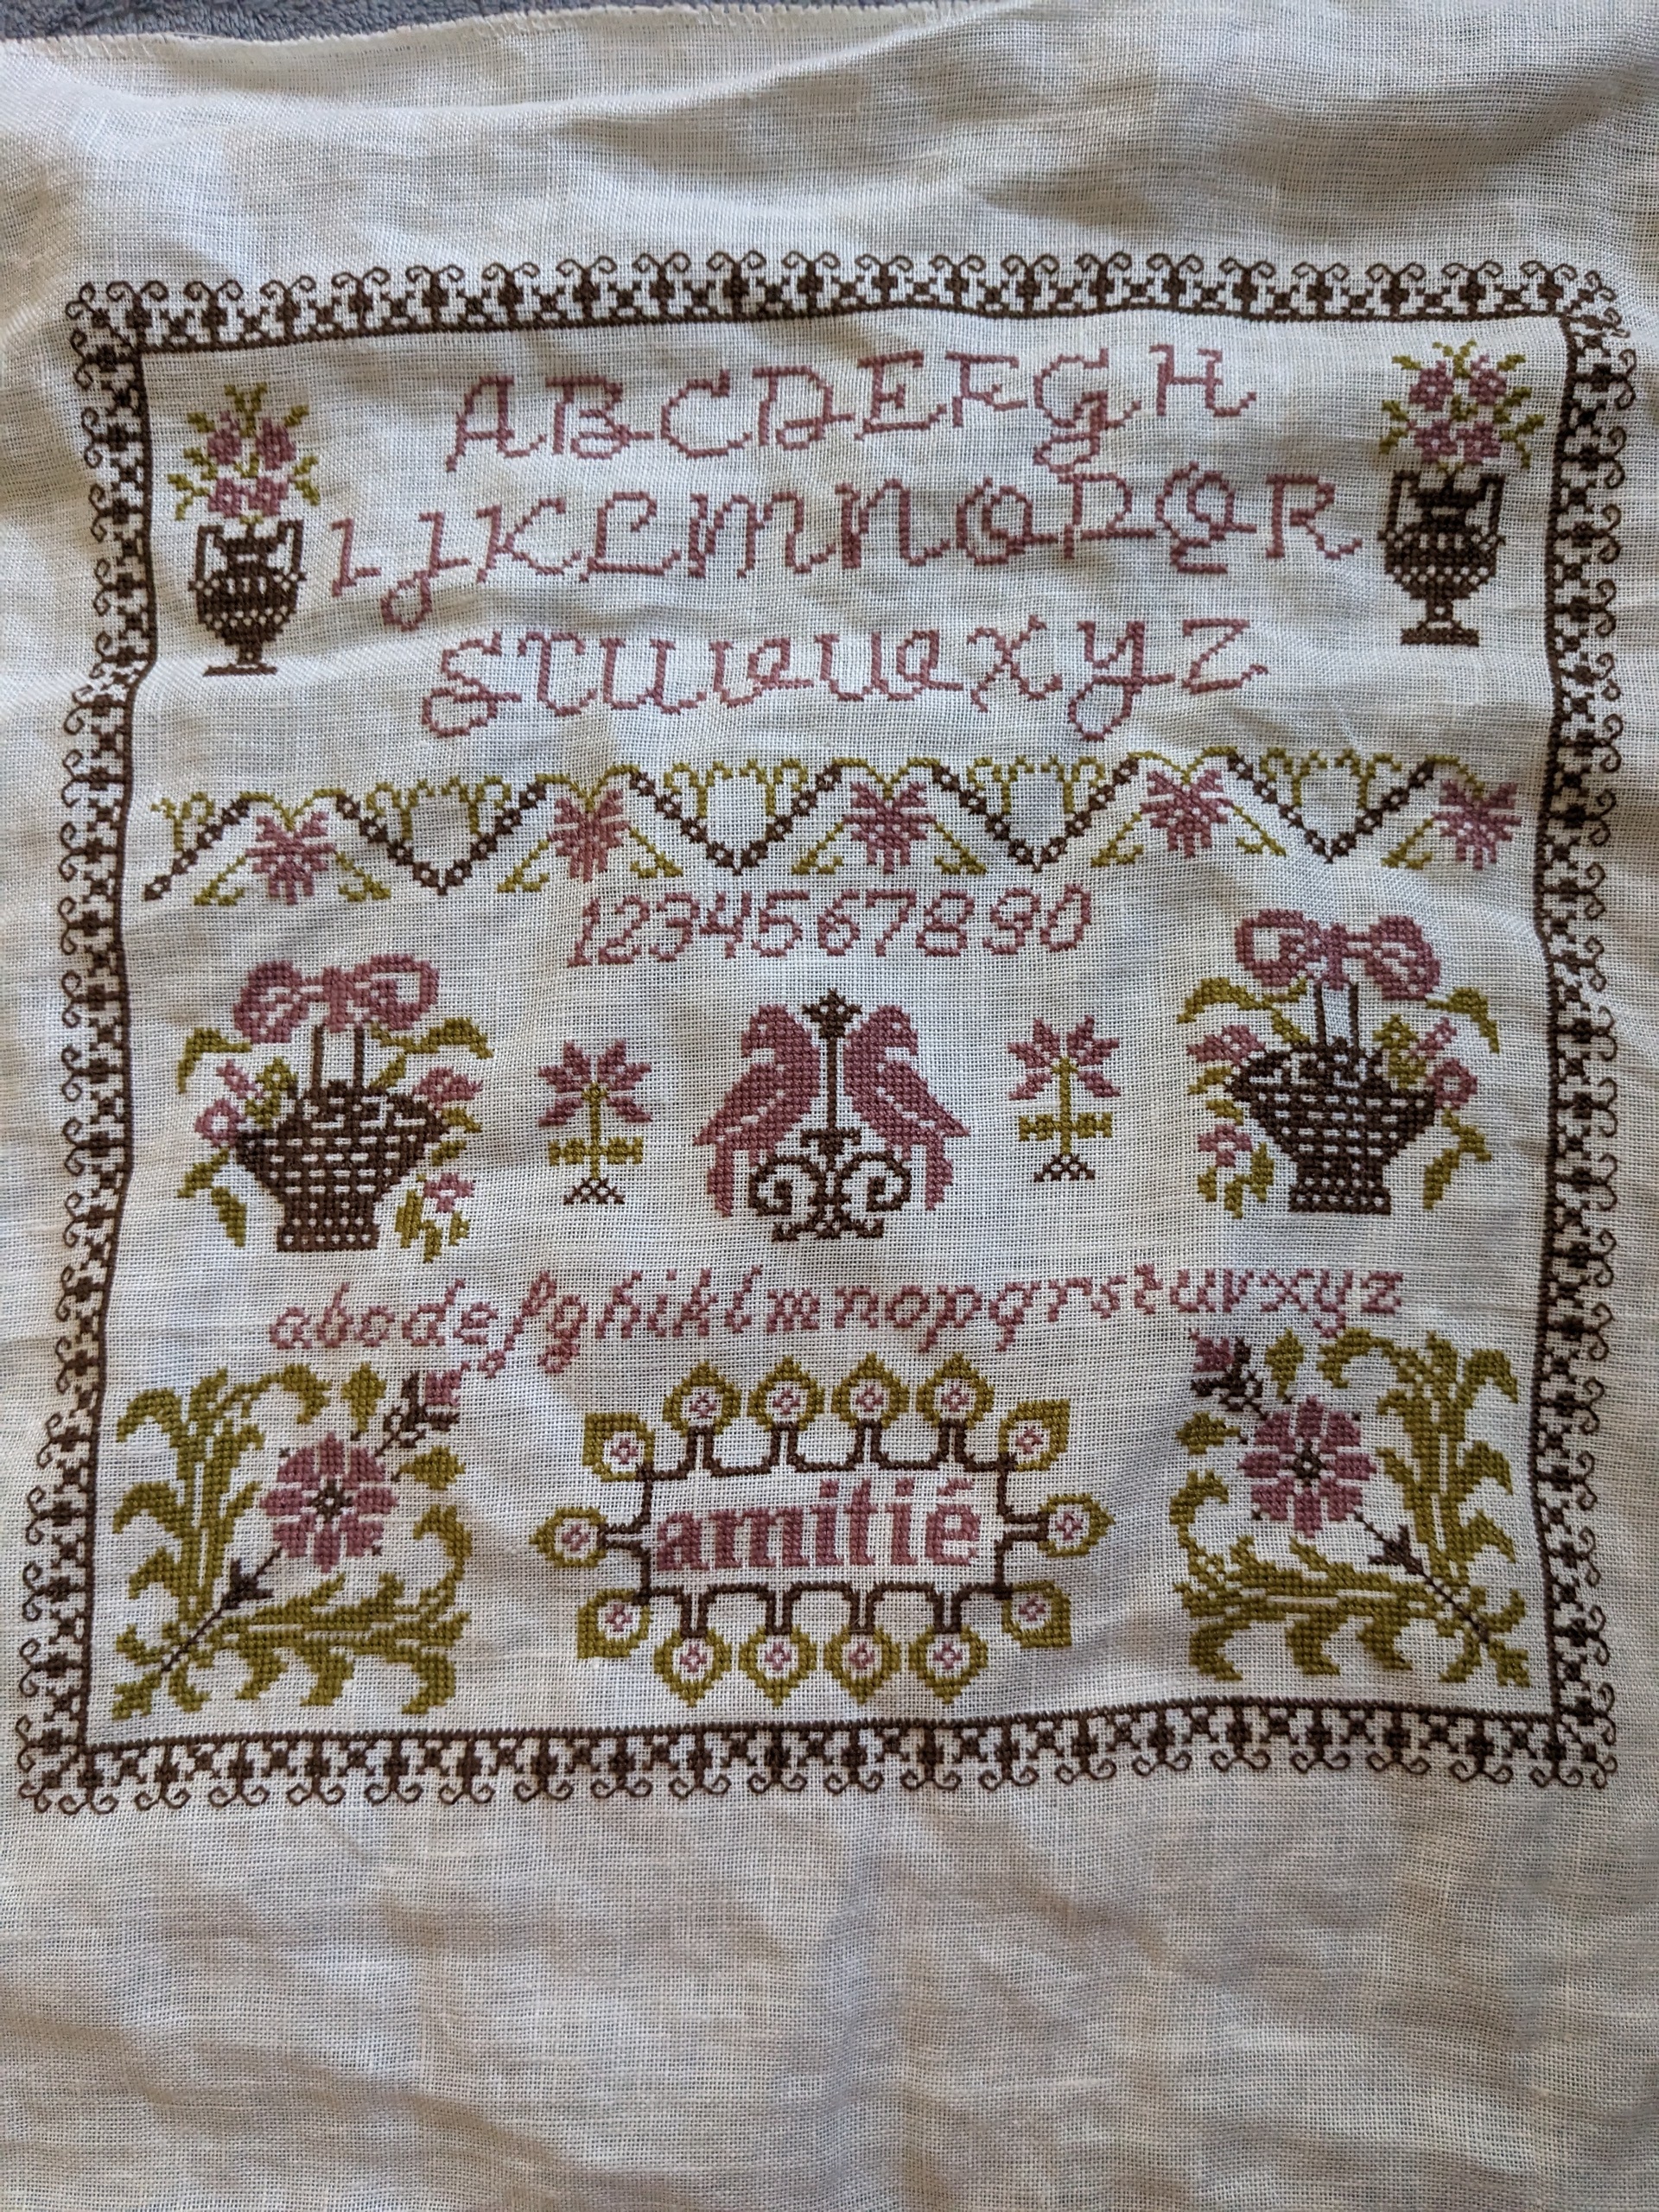 ABCDEFGH
IJKLMNOPQR
STUVWXYZ
1234567890
abcdefghiklmnopqrstuvxyz
amitié